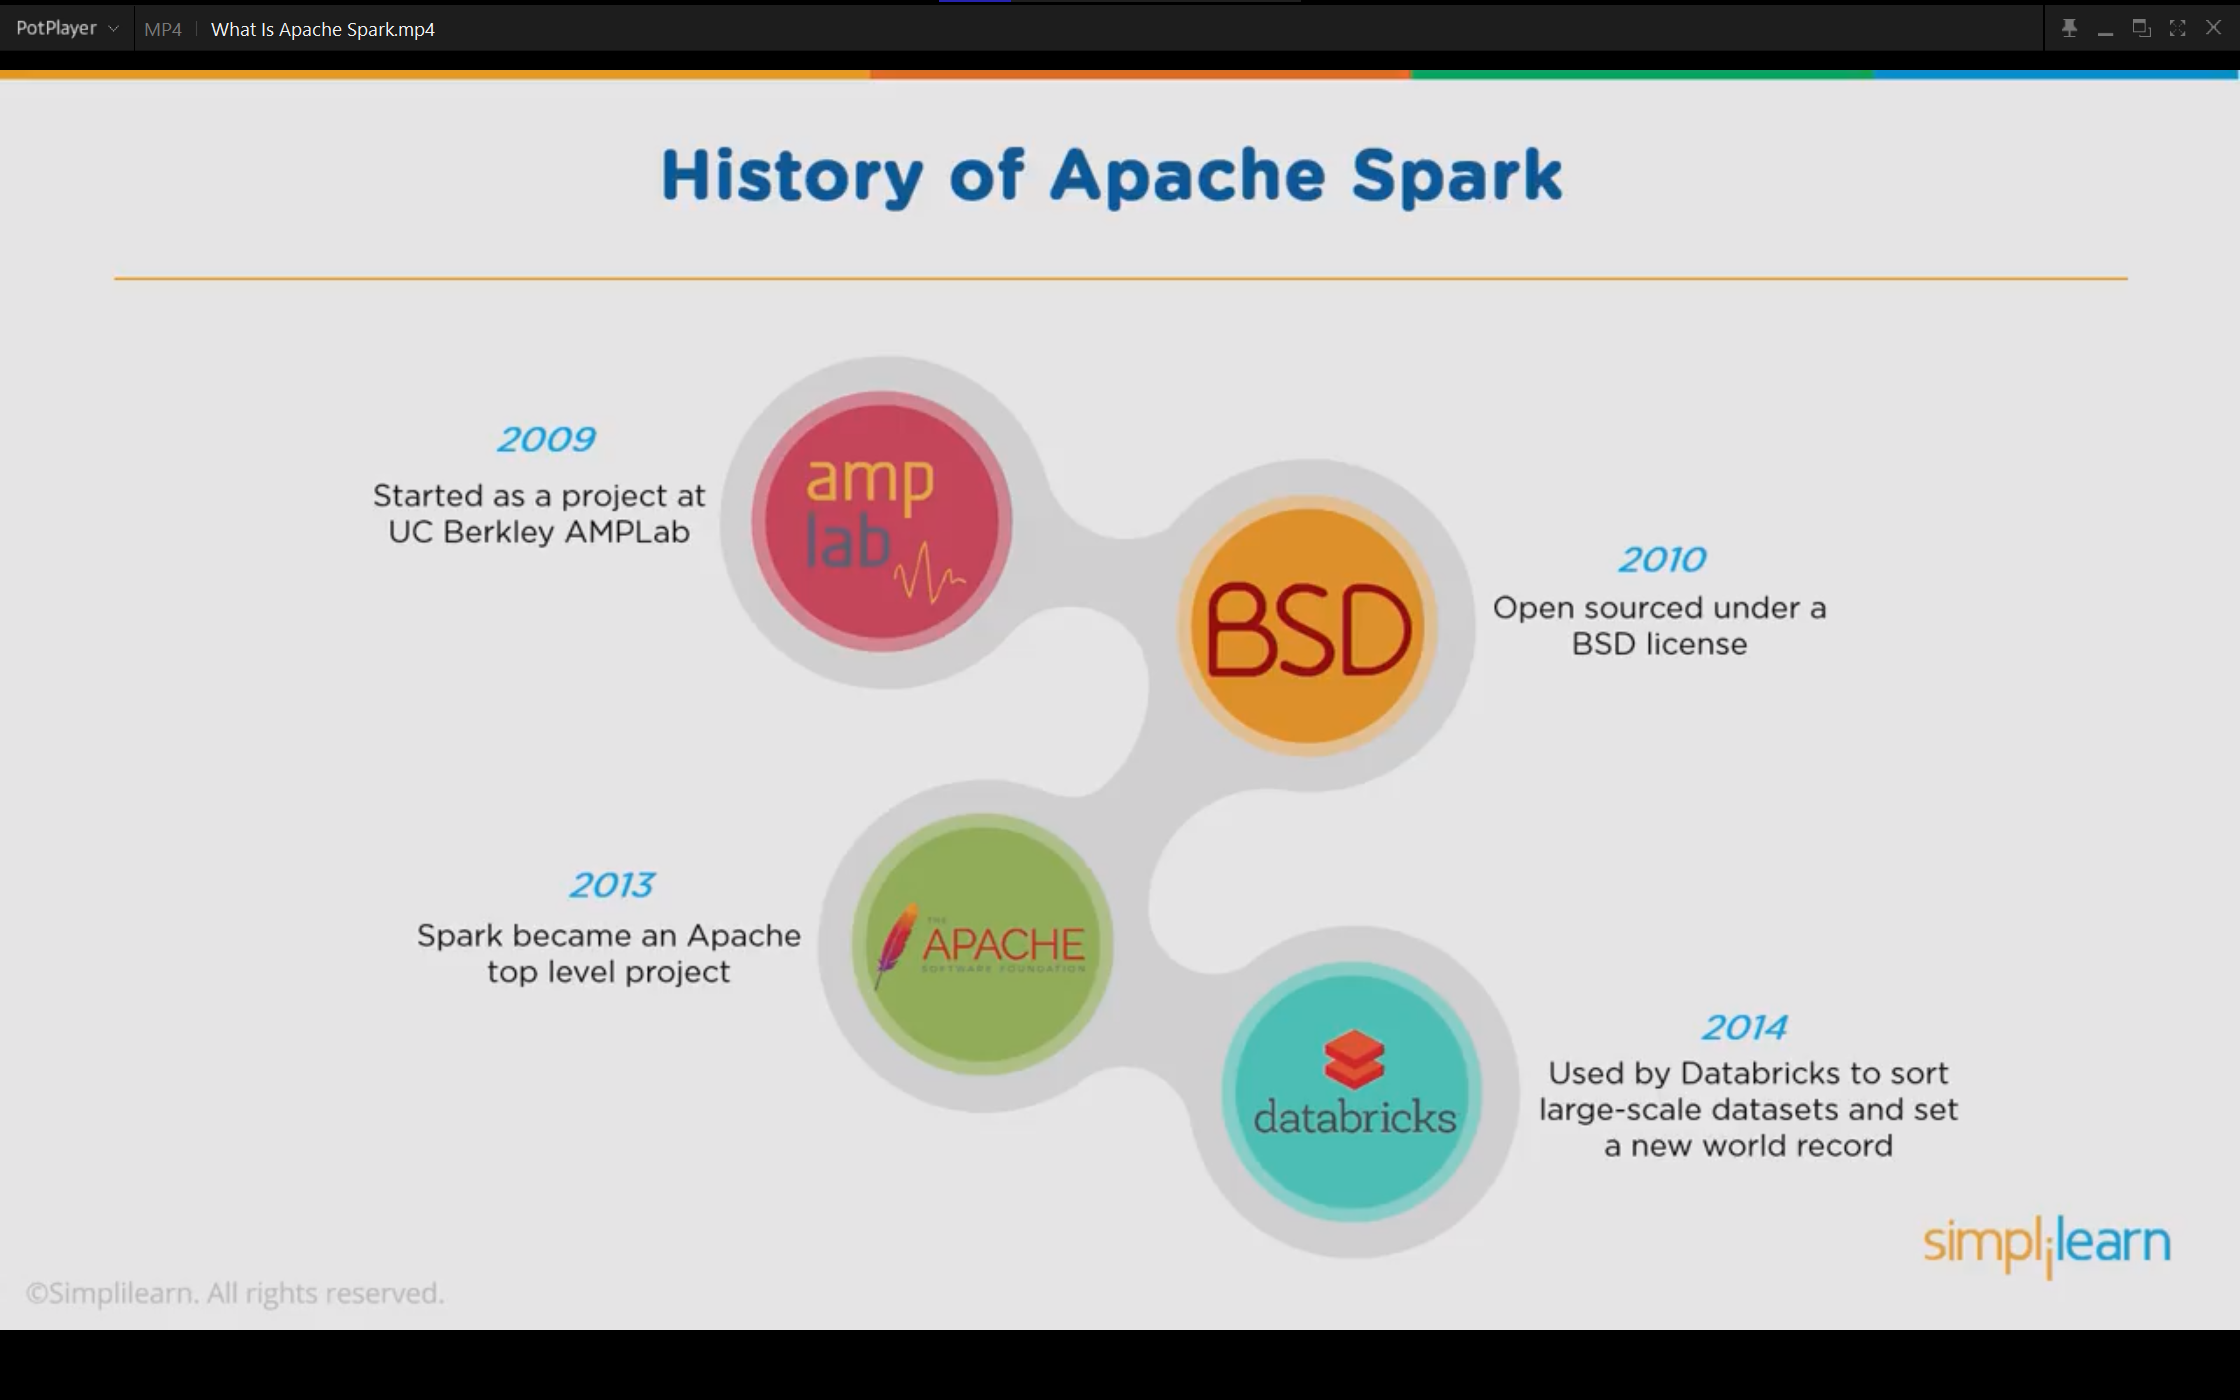 PotPlayer
MP4
What Is Apache Spark.mp4
History of Apache Spark
2009
Started as a project at
UC Berkley AMPLab
amp
lab
2010
Open sourced under a
BSD license
BSD
2013
Spark became an Apache
top level project
THE
APACHE
SOFTWARE FOUNDATION
2014
Used by Databricks to sort
large-scale datasets and set
a new world record
databricks
simplilearn
©Simplilearn. All rights reserved.